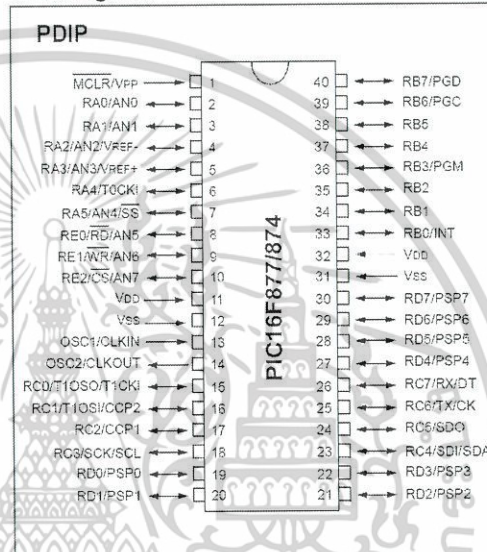 PDIP
MCLR/VPP 1 40 RB7/PGD
RA0/AN0 2 39 RB6/PGC
RA1/AN1 3 38 RB5
RA2/AN2/VREF- 4 37 RB4
RA3/AN3/VREF+ 5 36 RB3/PGM
RA4/T0CKI 6 35 RB2
RA5/AN4/SS 7 34 RB1
RE0/RD/AN5 8 33 RB0/INT
RE1/WR/AN6 9 32 VDD
RE2/CS/AN7 10 31 VSS
VDD 11 30 RD7/PSP7
VSS 12 29 RD6/PSP6
OSC1/CLKIN 13 28 RD5/PSP5
OSC2/CLKOUT 14 27 RD4/PSP4
RC0/T1OSO/T1CKI 15 26 RC7/RX/DT
RC1/T1OSI/CCP2 16 25 RC6/TX/CK
RC2/CCP1 17 24 RC5/SDO
RC3/SCK/SCL 18 23 RC4/SDI/SDA
RD0/PSP0 19 22 RD3/PSP3
RD1/PSP1 20 21 RD2/PSP2
PIC16F877/874